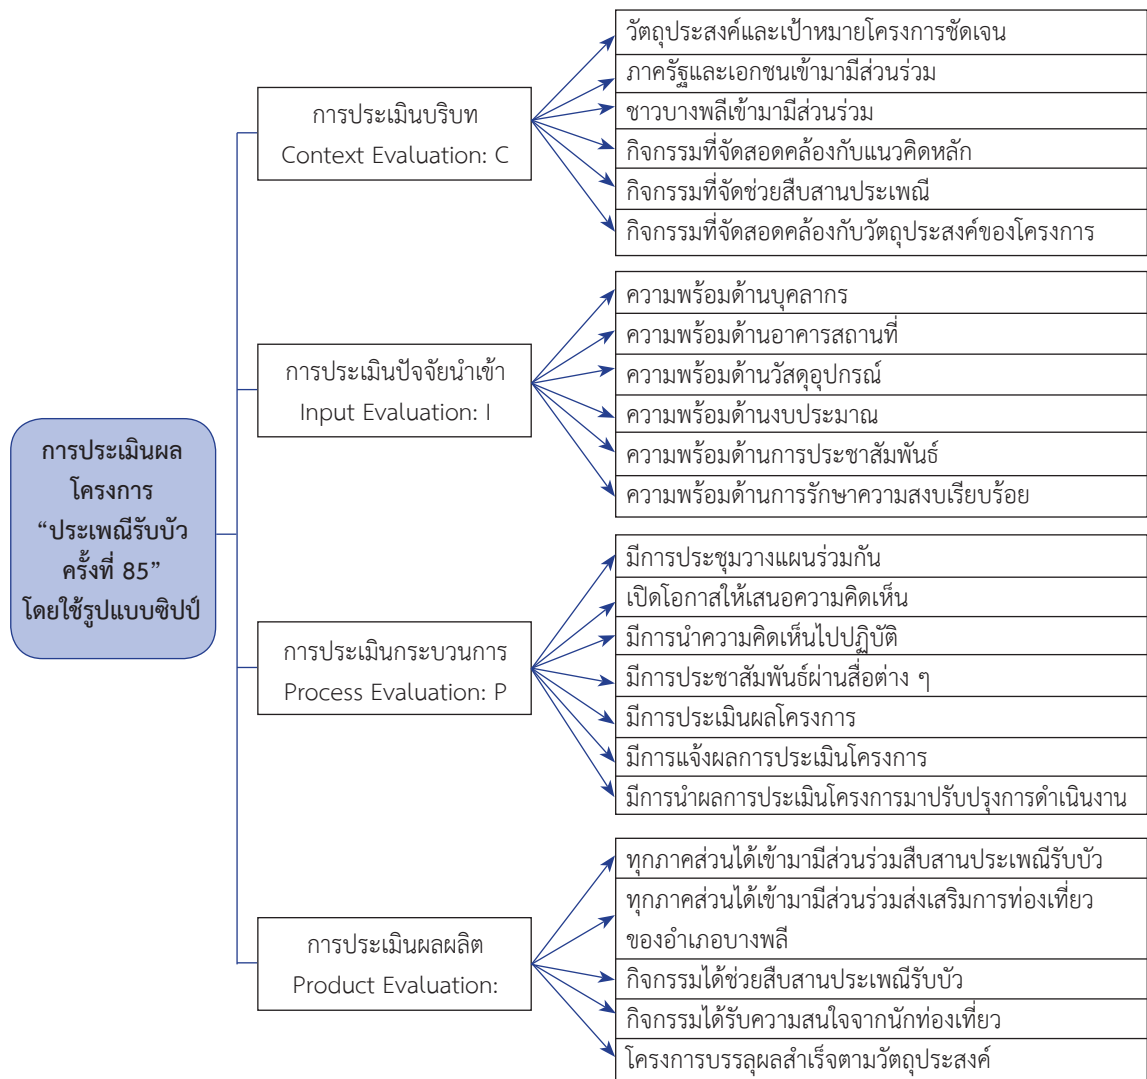 การประเมินผล
โครงการ
“ประเพณีรับบัว
ครั้งที่ 85”
โดยใช้รูปแบบซิปป์
การประเมินบริบท
Context Evaluation: C
วัตถุประสงค์และเป้าหมายโครงการชัดเจน
ภาครัฐและเอกชนเข้ามามีส่วนร่วม
ชาวบางพลีเข้ามามีส่วนร่วม
กิจกรรมที่จัดสอดคล้องกับแนวคิดหลัก
กิจกรรมที่จัดช่วยสืบสานประเพณี
กิจกรรมที่จัดสอดคล้องกับวัตถุประสงค์ของโครงการ
การประเมินปัจจัยนำเข้า
Input Evaluation: I
ความพร้อมด้านบุคลากร
ความพร้อมด้านอาคารสถานที่
ความพร้อมด้านวัสดุอุปกรณ์
ความพร้อมด้านงบประมาณ
ความพร้อมด้านการประชาสัมพันธ์
ความพร้อมด้านการรักษาความสงบเรียบร้อย
การประเมินกระบวนการ
Process Evaluation: P
มีการประชุมวางแผนร่วมกัน
เปิดโอกาสให้เสนอความคิดเห็น
มีการนำความคิดเห็นไปปฏิบัติ
มีการประชาสัมพันธ์ผ่านสื่อต่าง ๆ
มีการประเมินผลโครงการ
มีการแจ้งผลการประเมินโครงการ
มีการนำผลการประเมินโครงการมาปรับปรุงการดำเนินงาน
การประเมินผลผลิต
Product Evaluation:
ทุกภาคส่วนได้เข้ามามีส่วนร่วมสืบสานประเพณีรับบัว
ทุกภาคส่วนได้เข้ามามีส่วนร่วมส่งเสริมการท่องเที่ยว
ของอำเภอบางพลี
กิจกรรมได้ช่วยสืบสานประเพณีรับบัว
กิจกรรมได้รับความสนใจจากนักท่องเที่ยว
โครงการบรรลุผลสำเร็จตามวัตถุประสงค์